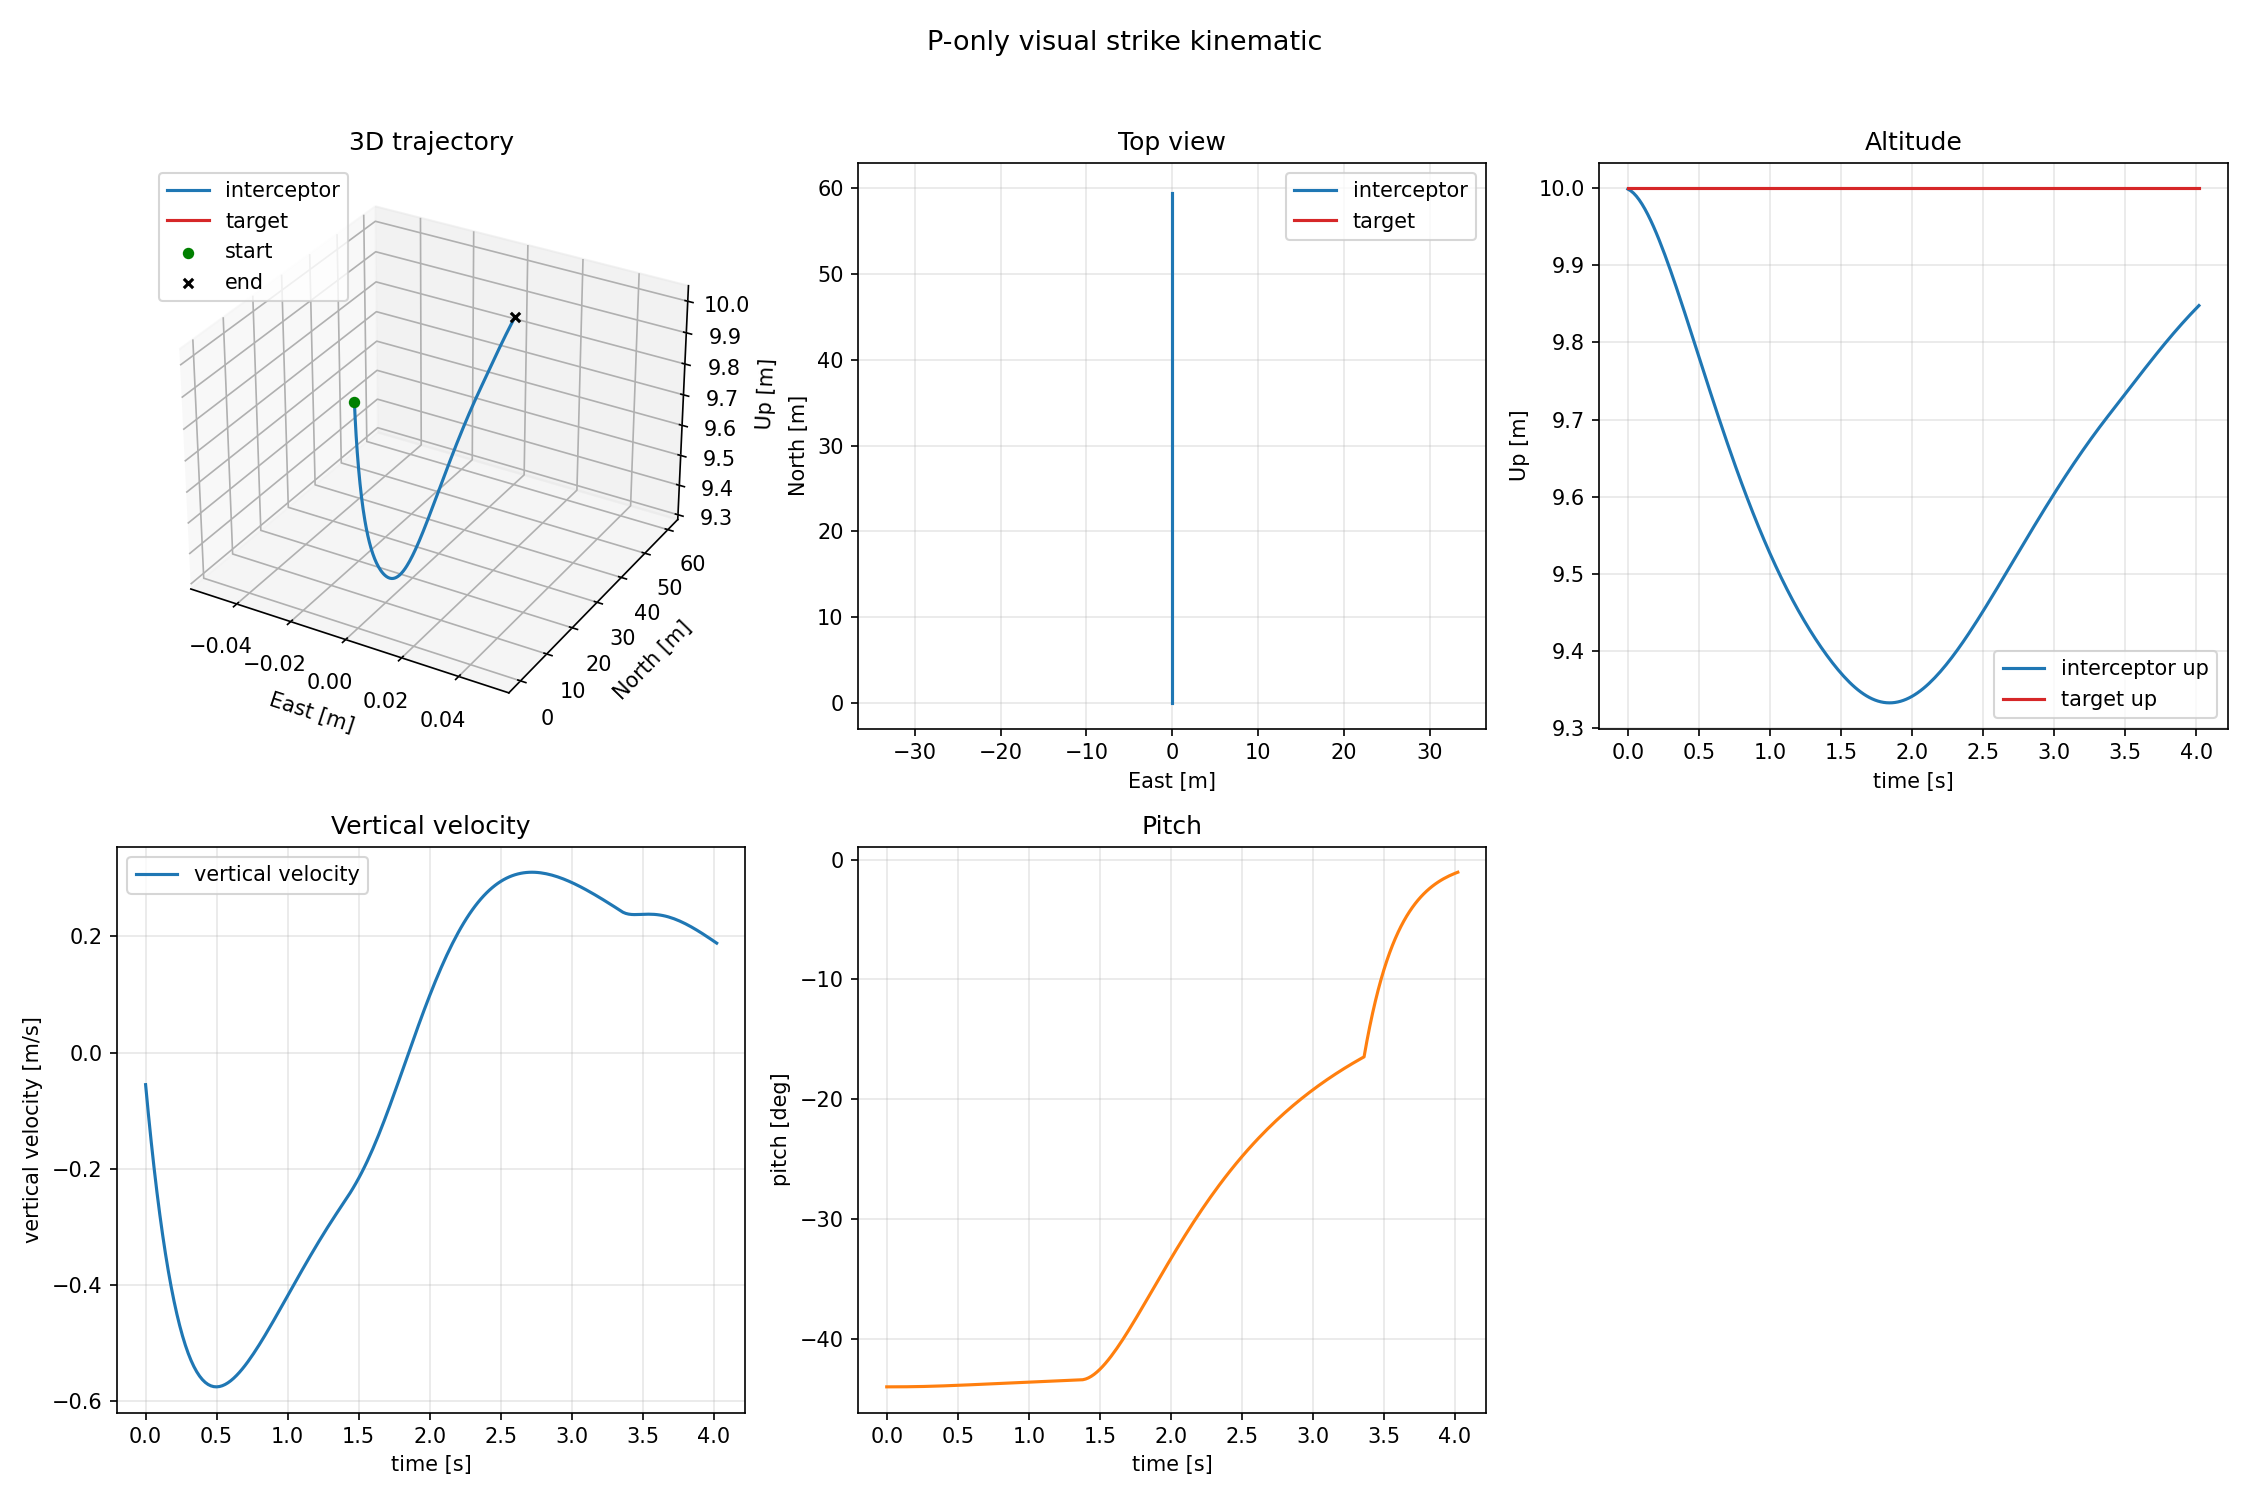 P-only visual strike kinematic
3D trajectory
interceptor
target
start
end
10.0
9.9
9.8
9.7
9.6
9.5
9.4
9.3
Up [m]
60
50
40
30
20
10
0
North [m]
−0.04
−0.02
0.00
0.02
0.04
East [m]
Top view
interceptor
target
60
50
40
30
20
10
0
North [m]
−30 −20 −10 0 10 20 30
East [m]
Altitude
10.0
9.9
9.8
9.7
9.6
9.5
9.4
9.3
Up [m]
interceptor up
target up
0.0 0.5 1.0 1.5 2.0 2.5 3.0 3.5 4.0
time [s]
Vertical velocity
vertical velocity
0.2
0.0
−0.2
−0.4
−0.6
vertical velocity [m/s]
0.0 0.5 1.0 1.5 2.0 2.5 3.0 3.5 4.0
time [s]
Pitch
0
−10
−20
−30
−40
pitch [deg]
0.0 0.5 1.0 1.5 2.0 2.5 3.0 3.5 4.0
time [s]